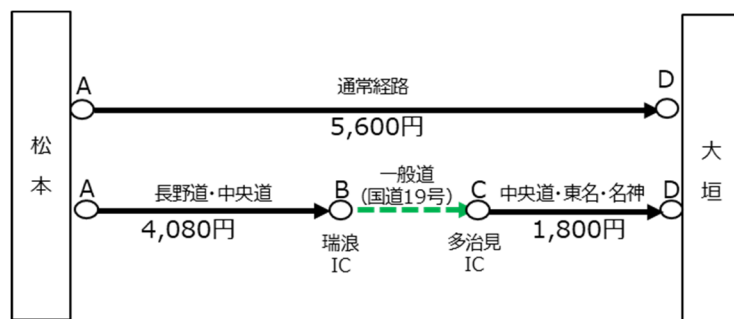 松本
A
通常経路
D
5,600円
大垣
A
長野道・中央道
B
一般道
(国道19号)
C
中央道・東名・名神
D
4,080円
1,800円
瑞浪
IC
多治見
IC